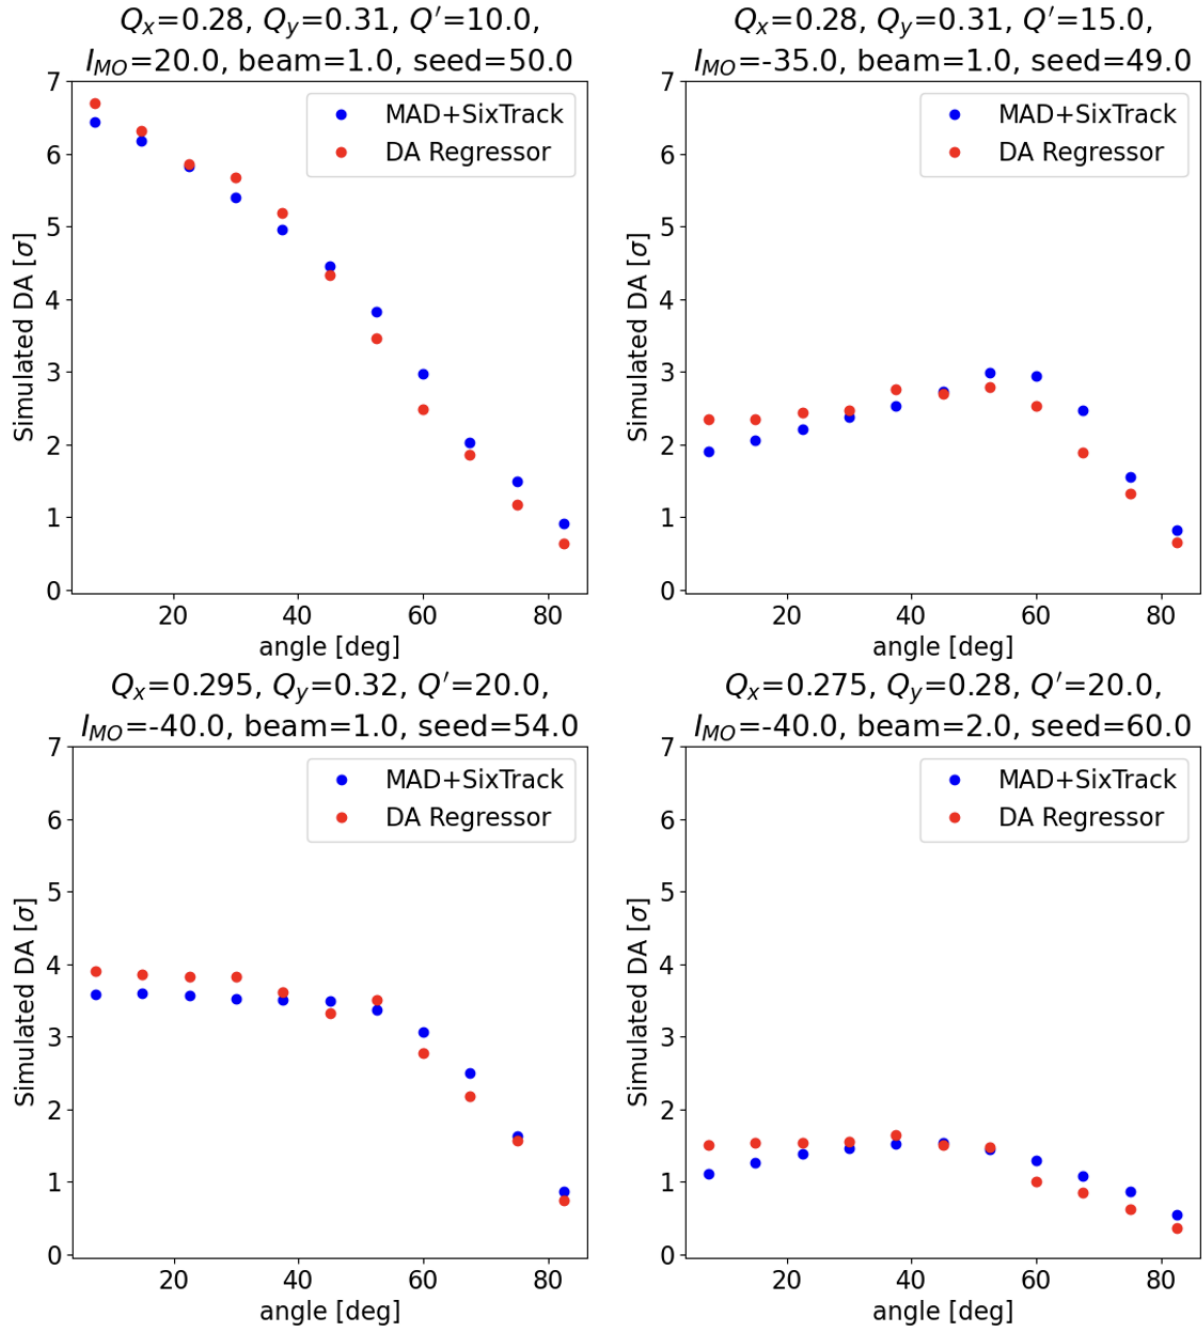 Qx=0.28, Qy=0.31, Q′=10.0,
IMO=20.0, beam=1.0, seed=50.0
MAD+SixTrack
DA Regressor
7
6
5
4
3
2
1
0
Simulated DA [σ]
20 40 60 80
angle [deg]
Qx=0.28, Qy=0.31, Q′=15.0,
IMO=-35.0, beam=1.0, seed=49.0
MAD+SixTrack
DA Regressor
7
6
5
4
3
2
1
0
Simulated DA [σ]
20 40 60 80
angle [deg]
Qx=0.295, Qy=0.32, Q′=20.0,
IMO=-40.0, beam=1.0, seed=54.0
MAD+SixTrack
DA Regressor
7
6
5
4
3
2
1
0
Simulated DA [σ]
20 40 60 80
angle [deg]
Qx=0.275, Qy=0.28, Q′=20.0,
IMO=-40.0, beam=2.0, seed=60.0
MAD+SixTrack
DA Regressor
7
6
5
4
3
2
1
0
Simulated DA [σ]
20 40 60 80
angle [deg]